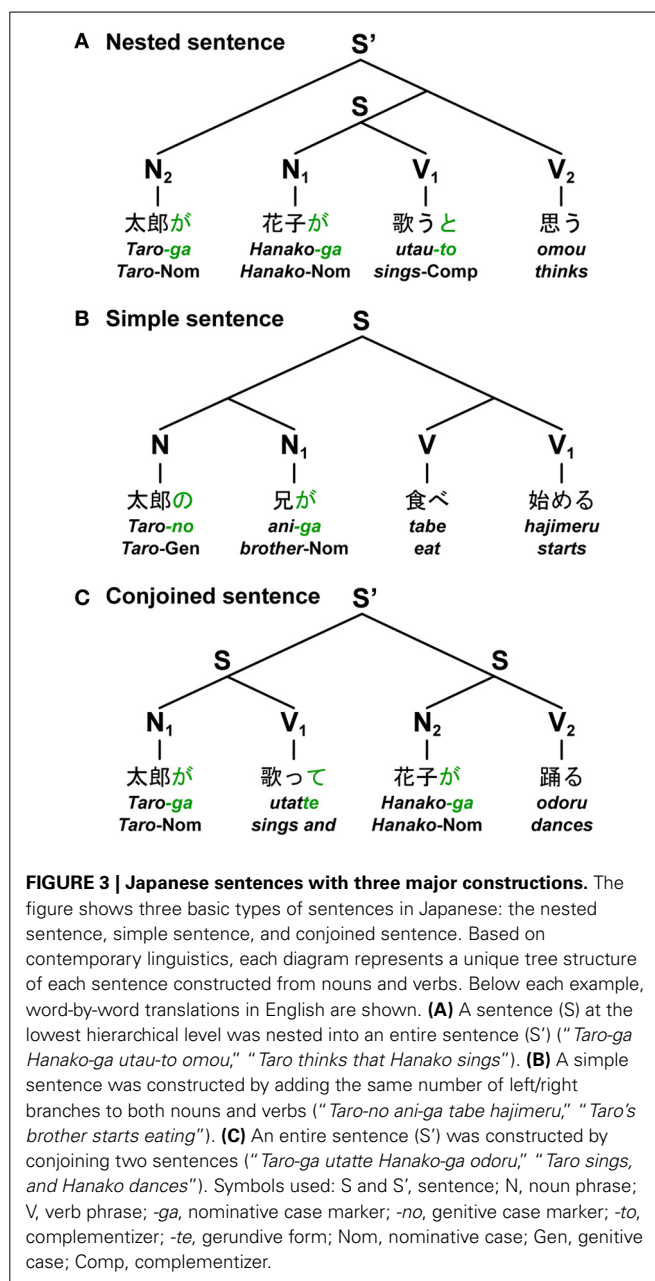 A Nested sentence S’
S
N2 N1 V1 V2
太郎が 花子が 歌うと 思う
Taro-ga Hanako-ga utau-to omou
Taro-Nom Hanako-Nom sings-Comp thinks
B Simple sentence S
N N1 V V1
太郎の 兄が 食べ 始める
Taro-no ani-ga tabe hajimeru
Taro-Gen brother-Nom eat starts
C Conjoined sentence S’
S S
N1 V1 N2 V2
太郎が 歌って 花子が 踊る
Taro-ga utatte Hanako-ga odoru
Taro-Nom sings and Hanako-Nom dances
FIGURE 3 | Japanese sentences with three major constructions. The
figure shows three basic types of sentences in Japanese: the nested
sentence, simple sentence, and conjoined sentence. Based on
contemporary linguistics, each diagram represents a unique tree structure
of each sentence constructed from nouns and verbs. Below each example,
word-by-word translations in English are shown. (A) A sentence (S) at the
lowest hierarchical level was nested into an entire sentence (S’) (“Taro-ga
Hanako-ga utau-to omou,” “Taro thinks that Hanako sings”). (B) A simple
sentence was constructed by adding the same number of left/right
branches to both nouns and verbs (“Taro-no ani-ga tabe hajimeru,” “Taro’s
brother starts eating”). (C) An entire sentence (S’) was constructed by
conjoining two sentences (“Taro-ga utatte Hanako-ga odoru,” “Taro sings,
and Hanako dances”). Symbols used: S and S’, sentence; N, noun phrase;
V, verb phrase; -ga, nominative case marker; -no, genitive case marker; -to,
complementizer; -te, gerundive form; Nom, nominative case; Gen, genitive
case; Comp, complementizer.